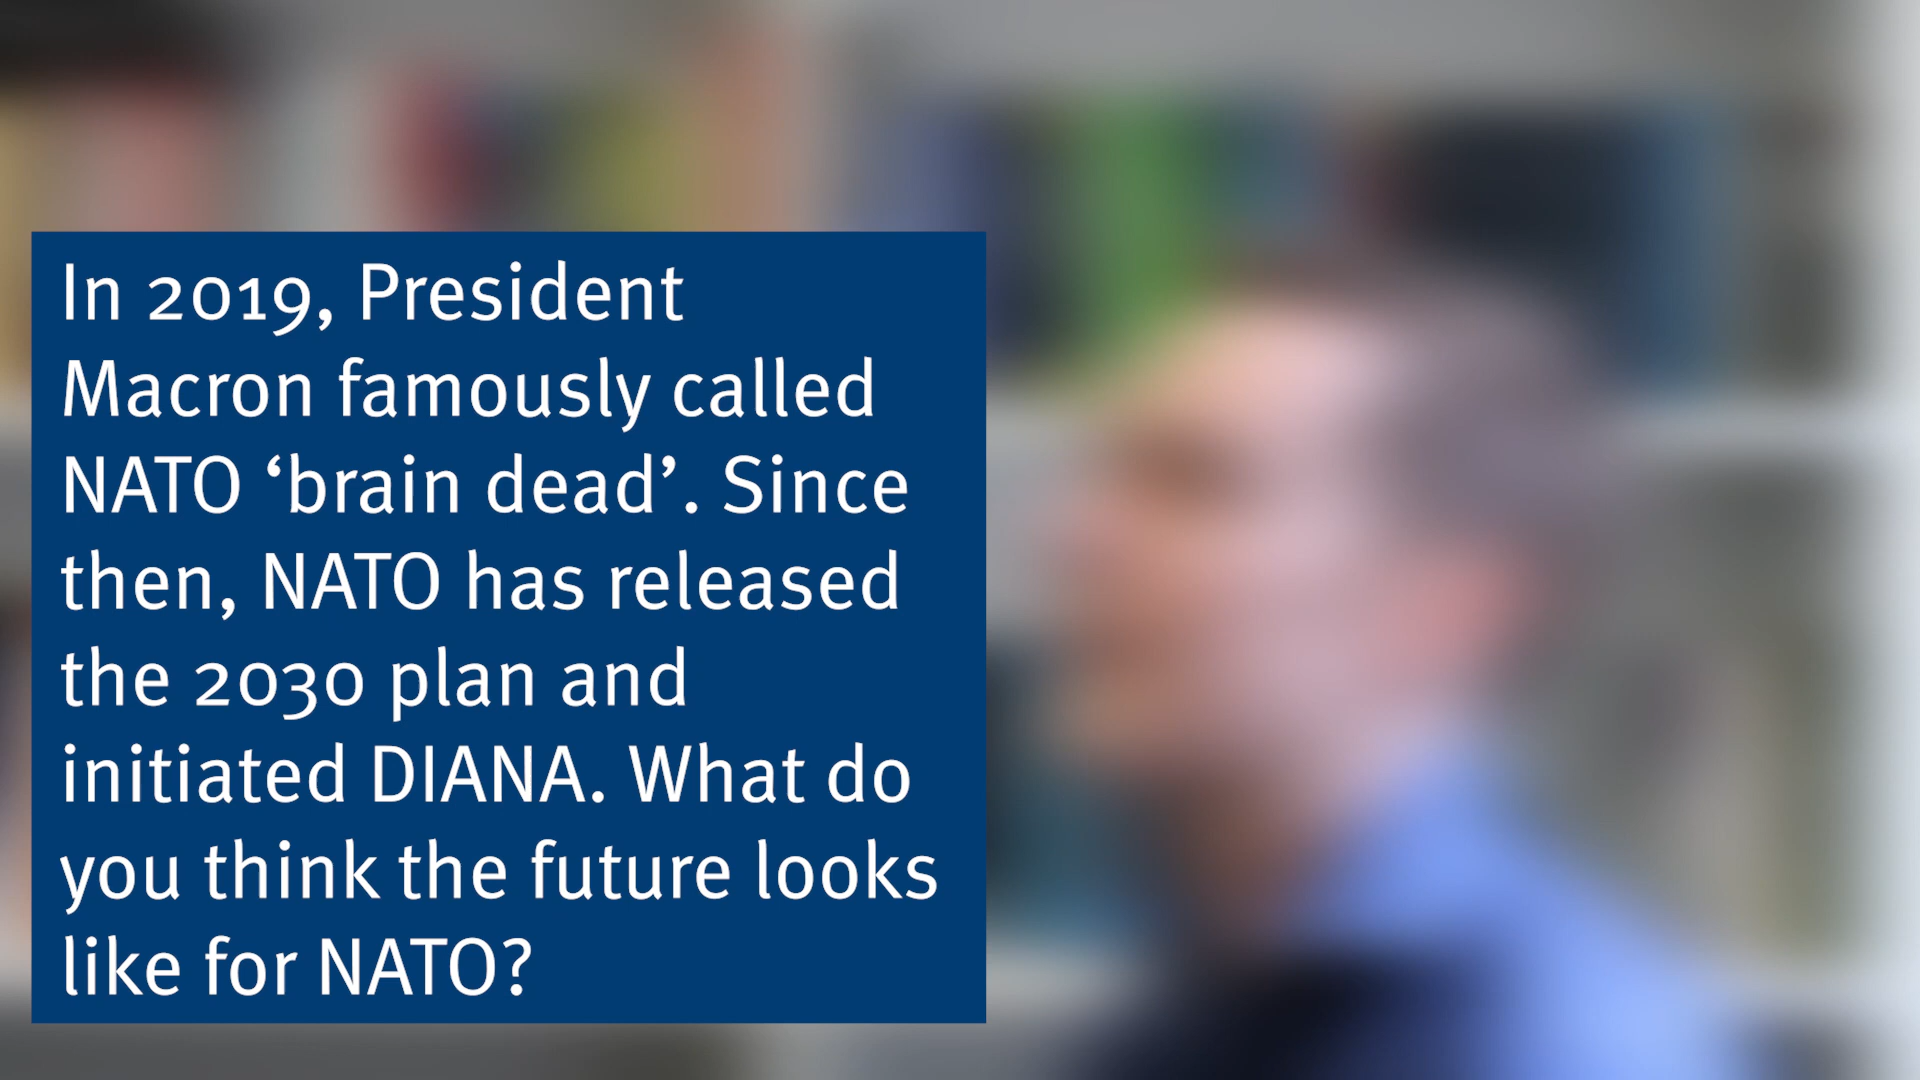 In 2019, President
Macron famously called
NATO ‘brain dead’. Since
then, NATO has released
the 2030 plan and
initiated DIANA. What do
you think the future looks
like for NATO?